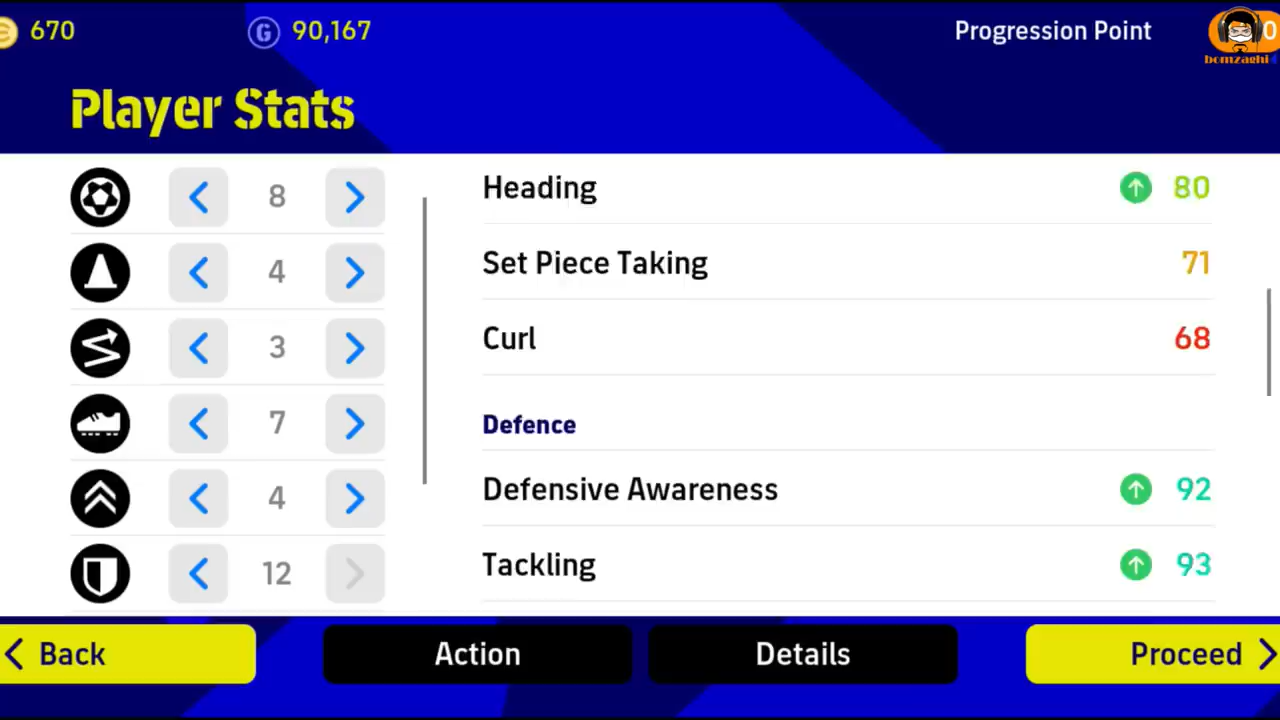 670
90,167
Progression Point
0
bomzaghi
Player Stats
8
Heading
80
4
Set Piece Taking
71
3
Curl
68
7
Defence
4
Defensive Awareness
92
12
Tackling
93
Back
Action
Details
Proceed